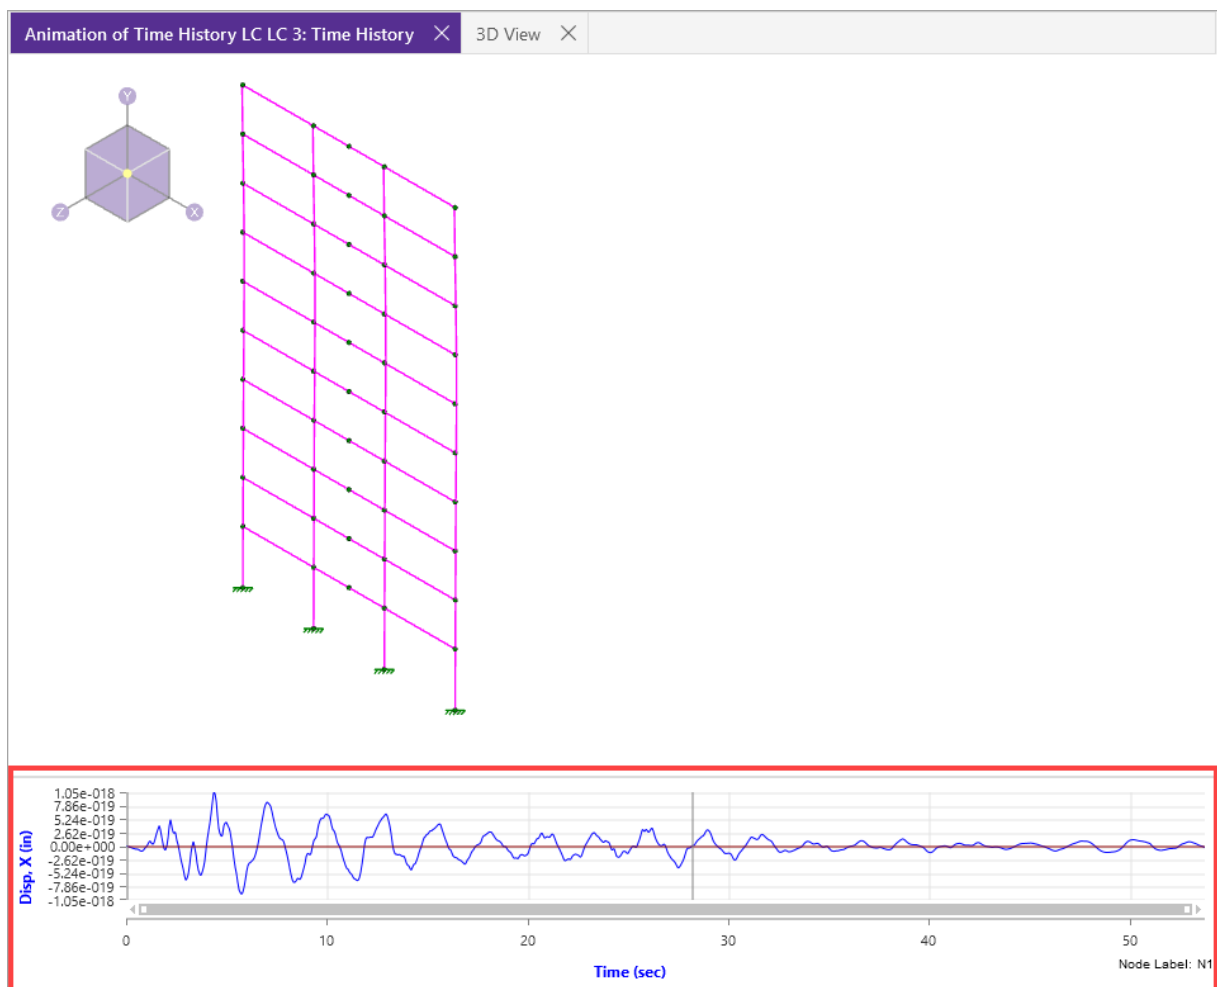 Animation of Time History LC LC 3: Time History
3D View
Y
Z
X
1.05e-018
7.86e-019
5.24e-019
2.62e-019
0.00e+000
-2.62e-019
-5.24e-019
-7.86e-019
-1.05e-018
Disp, X (in)
0 10 20 30 40 50
Time (sec)
Node Label: N1